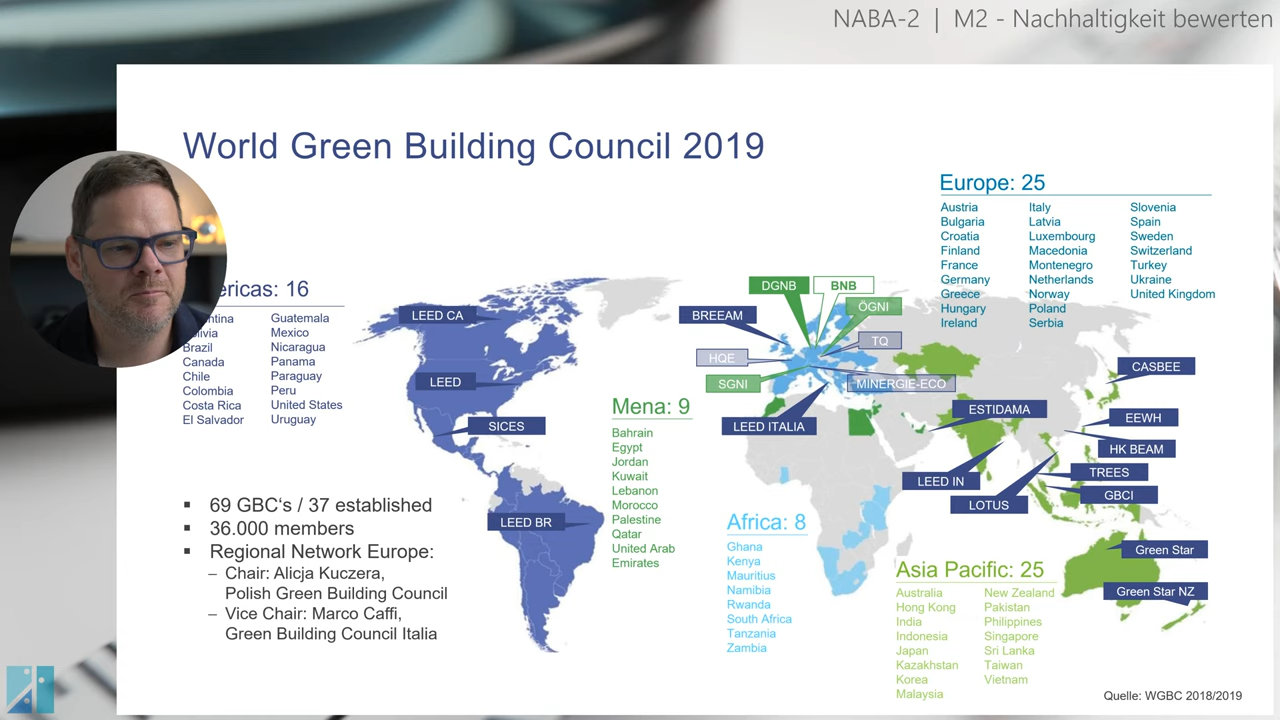 NABA-2 | M2 - Nachhaltigkeit bewerten
World Green Building Council 2019
Europe: 25
Austria
Bulgaria
Croatia
Finland
France
Germany
Greece
Hungary
Ireland
Italy
Latvia
Luxembourg
Macedonia
Montenegro
Netherlands
Norway
Poland
Serbia
Slovenia
Spain
Sweden
Switzerland
Turkey
Ukraine
United Kingdom
16
Brazil
Canada
Chile
Colombia
Costa Rica
El Salvador
Guatemala
Mexico
Nicaragua
Panama
Paraguay
Peru
United States
Uruguay
LEED CA
LEED
SICES
LEED BR
DGNB
BNB
ÖGNI
BREEAM
TQ
HQE
SGNI
MINERGIE-ECO
LEED ITALIA
CASBEE
ESTIDAMA
EEWH
HK BEAM
TREES
LEED IN
GBCI
LOTUS
Green Star
Green Star NZ
Mena: 9
Bahrain
Egypt
Jordan
Kuwait
Lebanon
Morocco
Palestine
Qatar
United Arab
Emirates
▪ 69 GBC‘s / 37 established
▪ 36.000 members
▪ Regional Network Europe:
– Chair: Alicja Kuczera,
Polish Green Building Council
– Vice Chair: Marco Caffi,
Green Building Council Italia
Africa: 8
Ghana
Kenya
Mauritius
Namibia
Rwanda
South Africa
Tanzania
Zambia
Asia Pacific: 25
Australia
Hong Kong
India
Indonesia
Japan
Kazakhstan
Korea
Malaysia
New Zealand
Pakistan
Philippines
Singapore
Sri Lanka
Taiwan
Vietnam
Quelle: WGBC 2018/2019